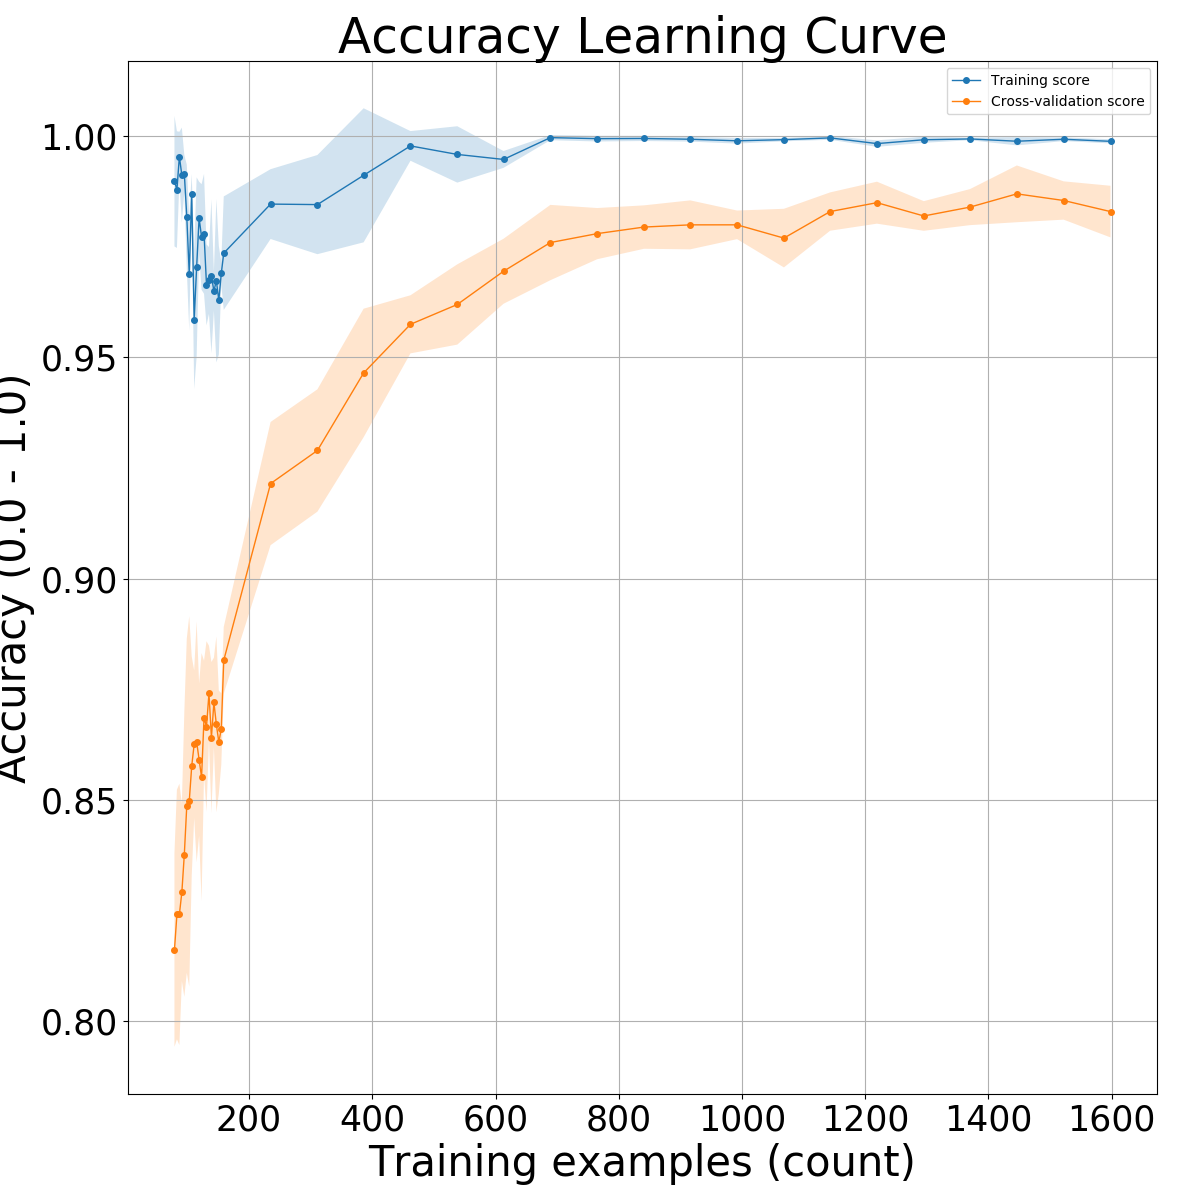 Accuracy Learning Curve
Training score
Cross-validation score
1.00
0.95
0.90
0.85
0.80
Accuracy (0.0 - 1.0)
200 400 600 800 1000 1200 1400 1600
Training examples (count)